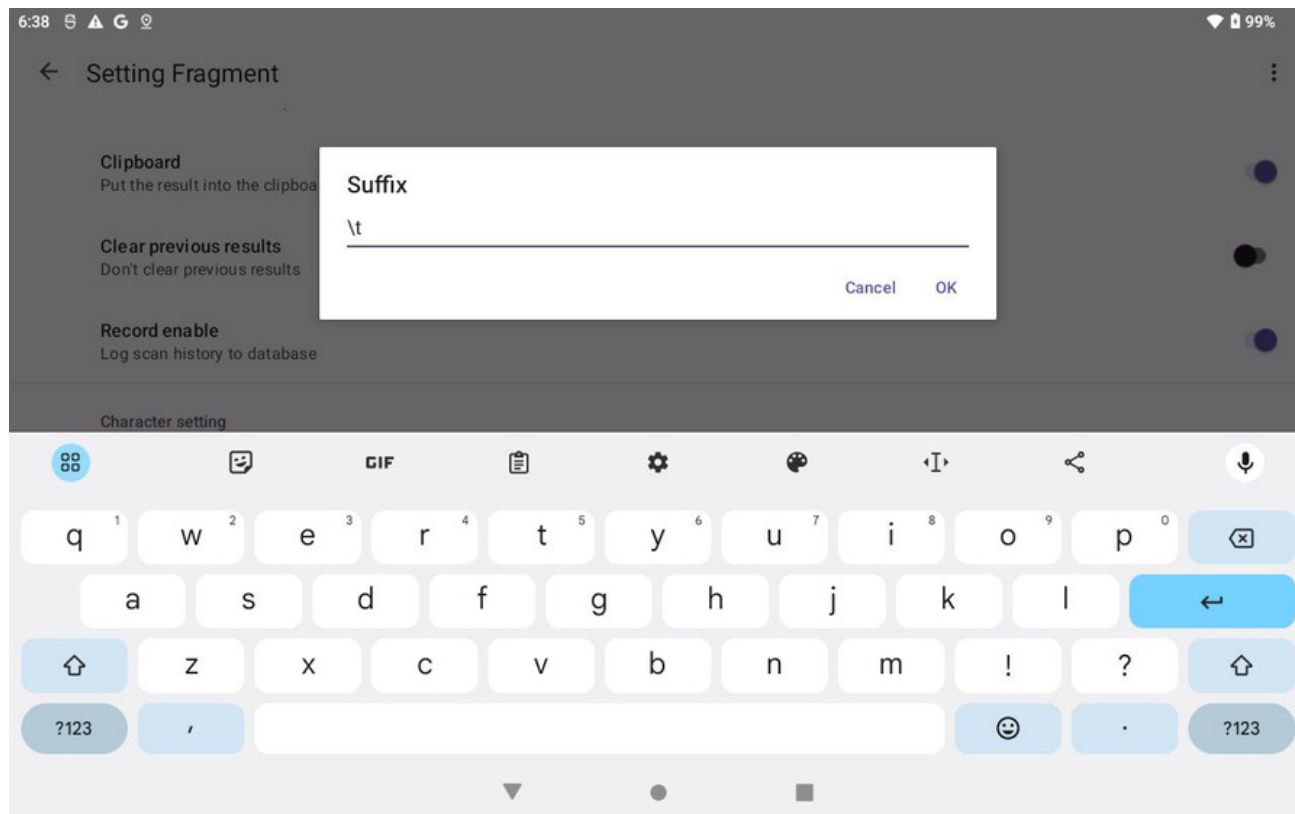 6:38
99%
Setting Fragment
Clipboard
Put the result into the clipboa
Suffix
\t
Cancel OK
Clear previous results
Don't clear previous results
Record enable
Log scan history to database
Character setting
GIF
q 1 w 2 e 3 r 4 t 5 y 6 u 7 i 8 o 9 p 0
a s d f g h j k l
z x c v b n m ! ?
?123 , . ?123